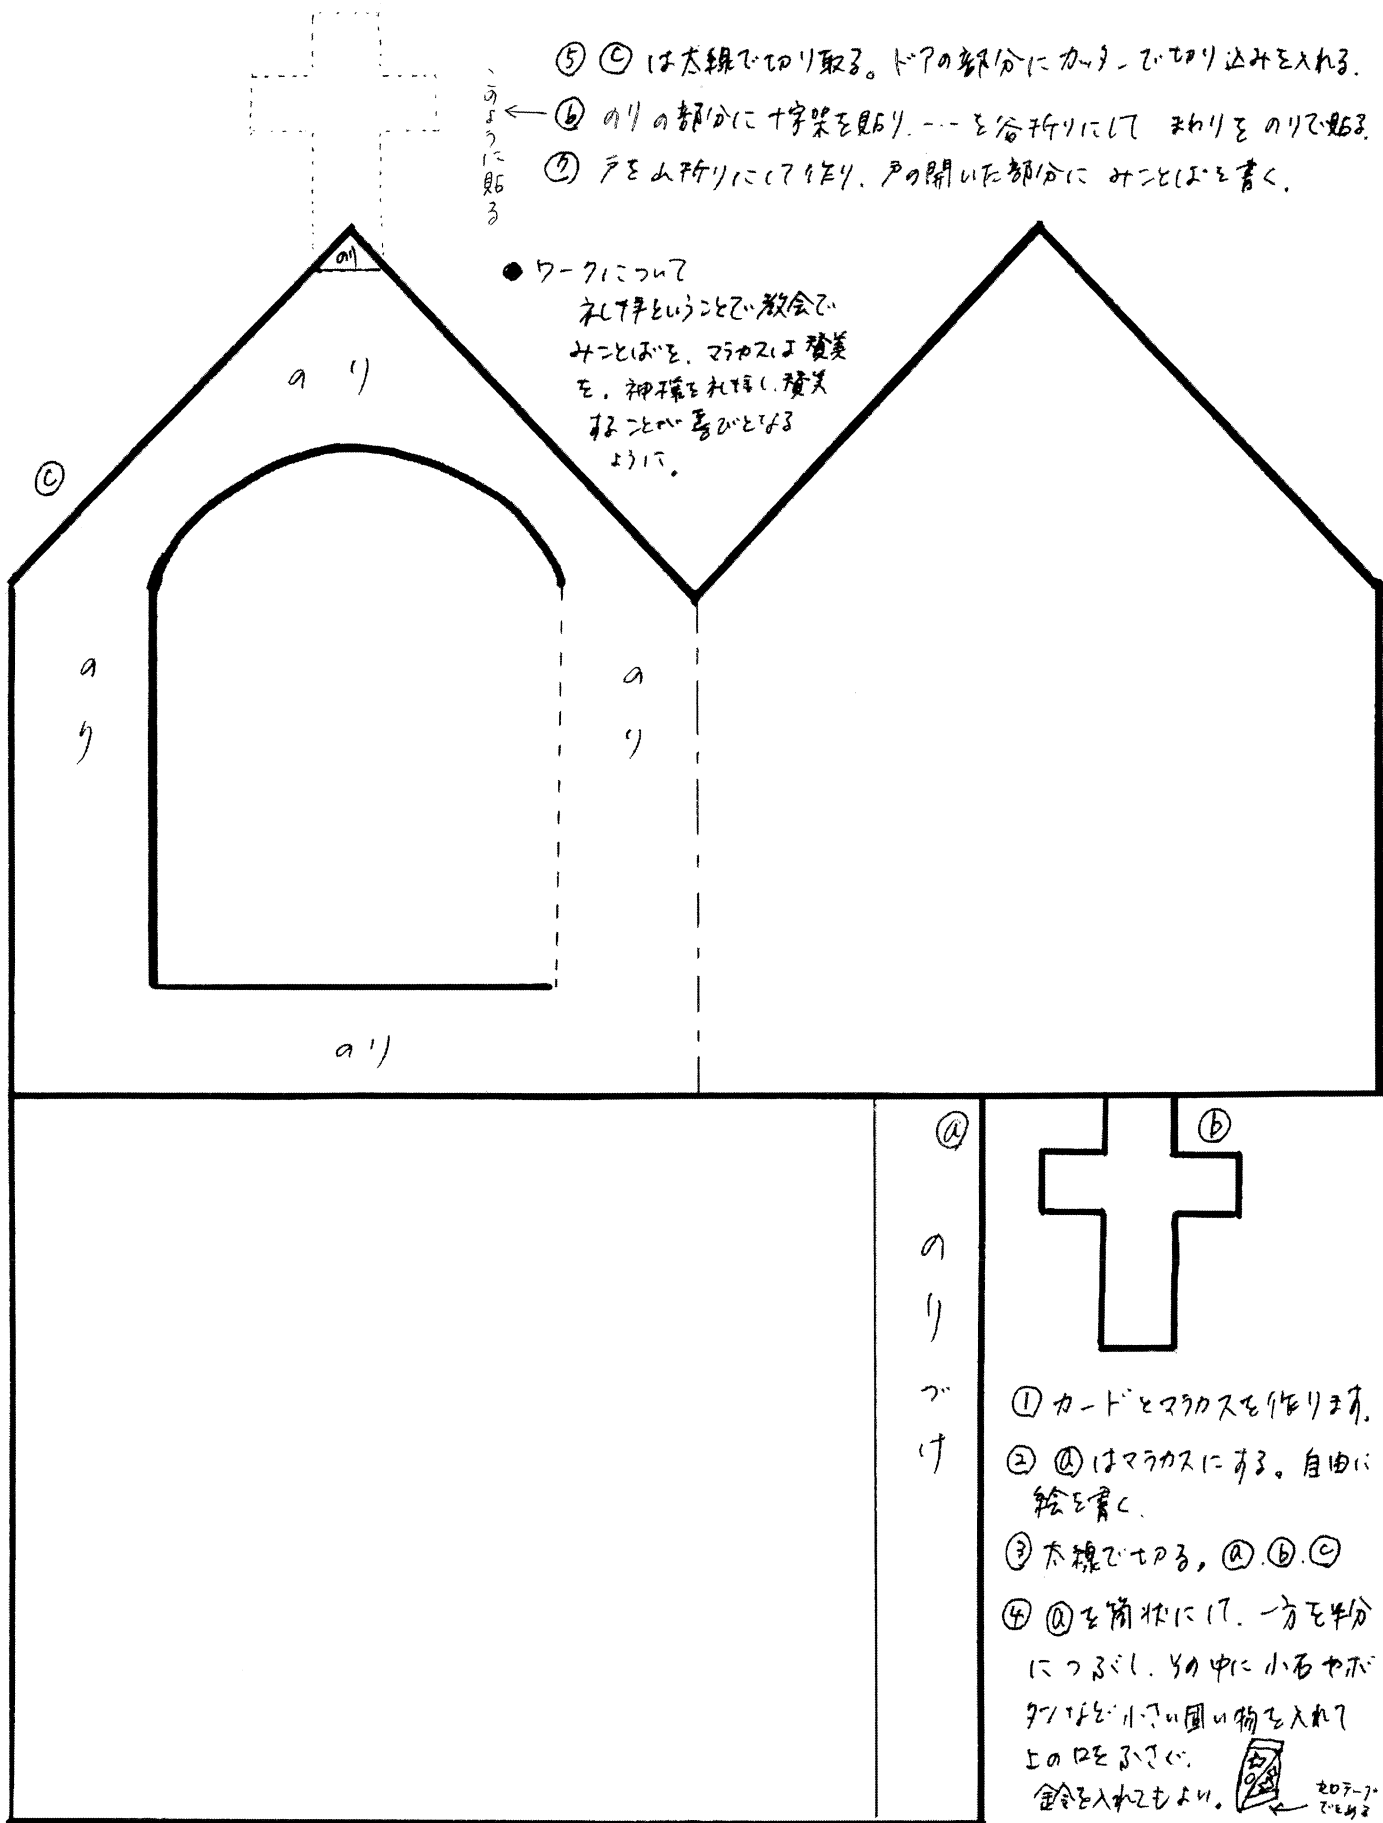 ⑤ ⓒは太線で切り取る。ドアの部分にカッターで切り込みを入れる.
⑥ のりの部分に十字架を貼り、----を谷折りにして まわりを のりで貼る.
⑦ 戸を山折りにして作り、戸の開いた部分に みことばを書く.
このように貼る
のり
● ワークについて
礼拝ということで教会で
みことばを、マラカスは 賛美
を。神様を礼拝し、賛美
することが喜びとなる
ように。
のり
ⓒ
のり
のり
のり
ⓐ
のりづけ
ⓑ
① カードとマラカスを作ります。
② ⓐはマラカスにする。自由に
絵を書く.
③ 太線で切る。ⓐ.ⓑ.ⓒ
④ ⓐを筒状にして、一方を半分
につぶし、その中に小石やボ
タンなど小さい固い物を入れて
上の口をふさぐ.
鈴を入れてもよい。
セロテープ
でとめる